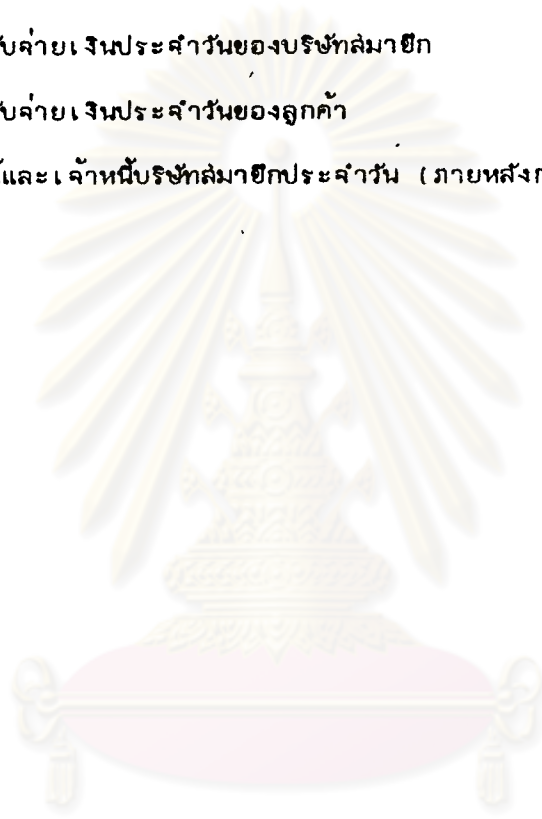 บจ่ายเงินประจำวันของบริษัทสมาชิก
บจ่ายเงินประจำวันของลูกค้า
และเจ้าหนี้บริษัทสมาชิกประจำวัน (ภายหลัง